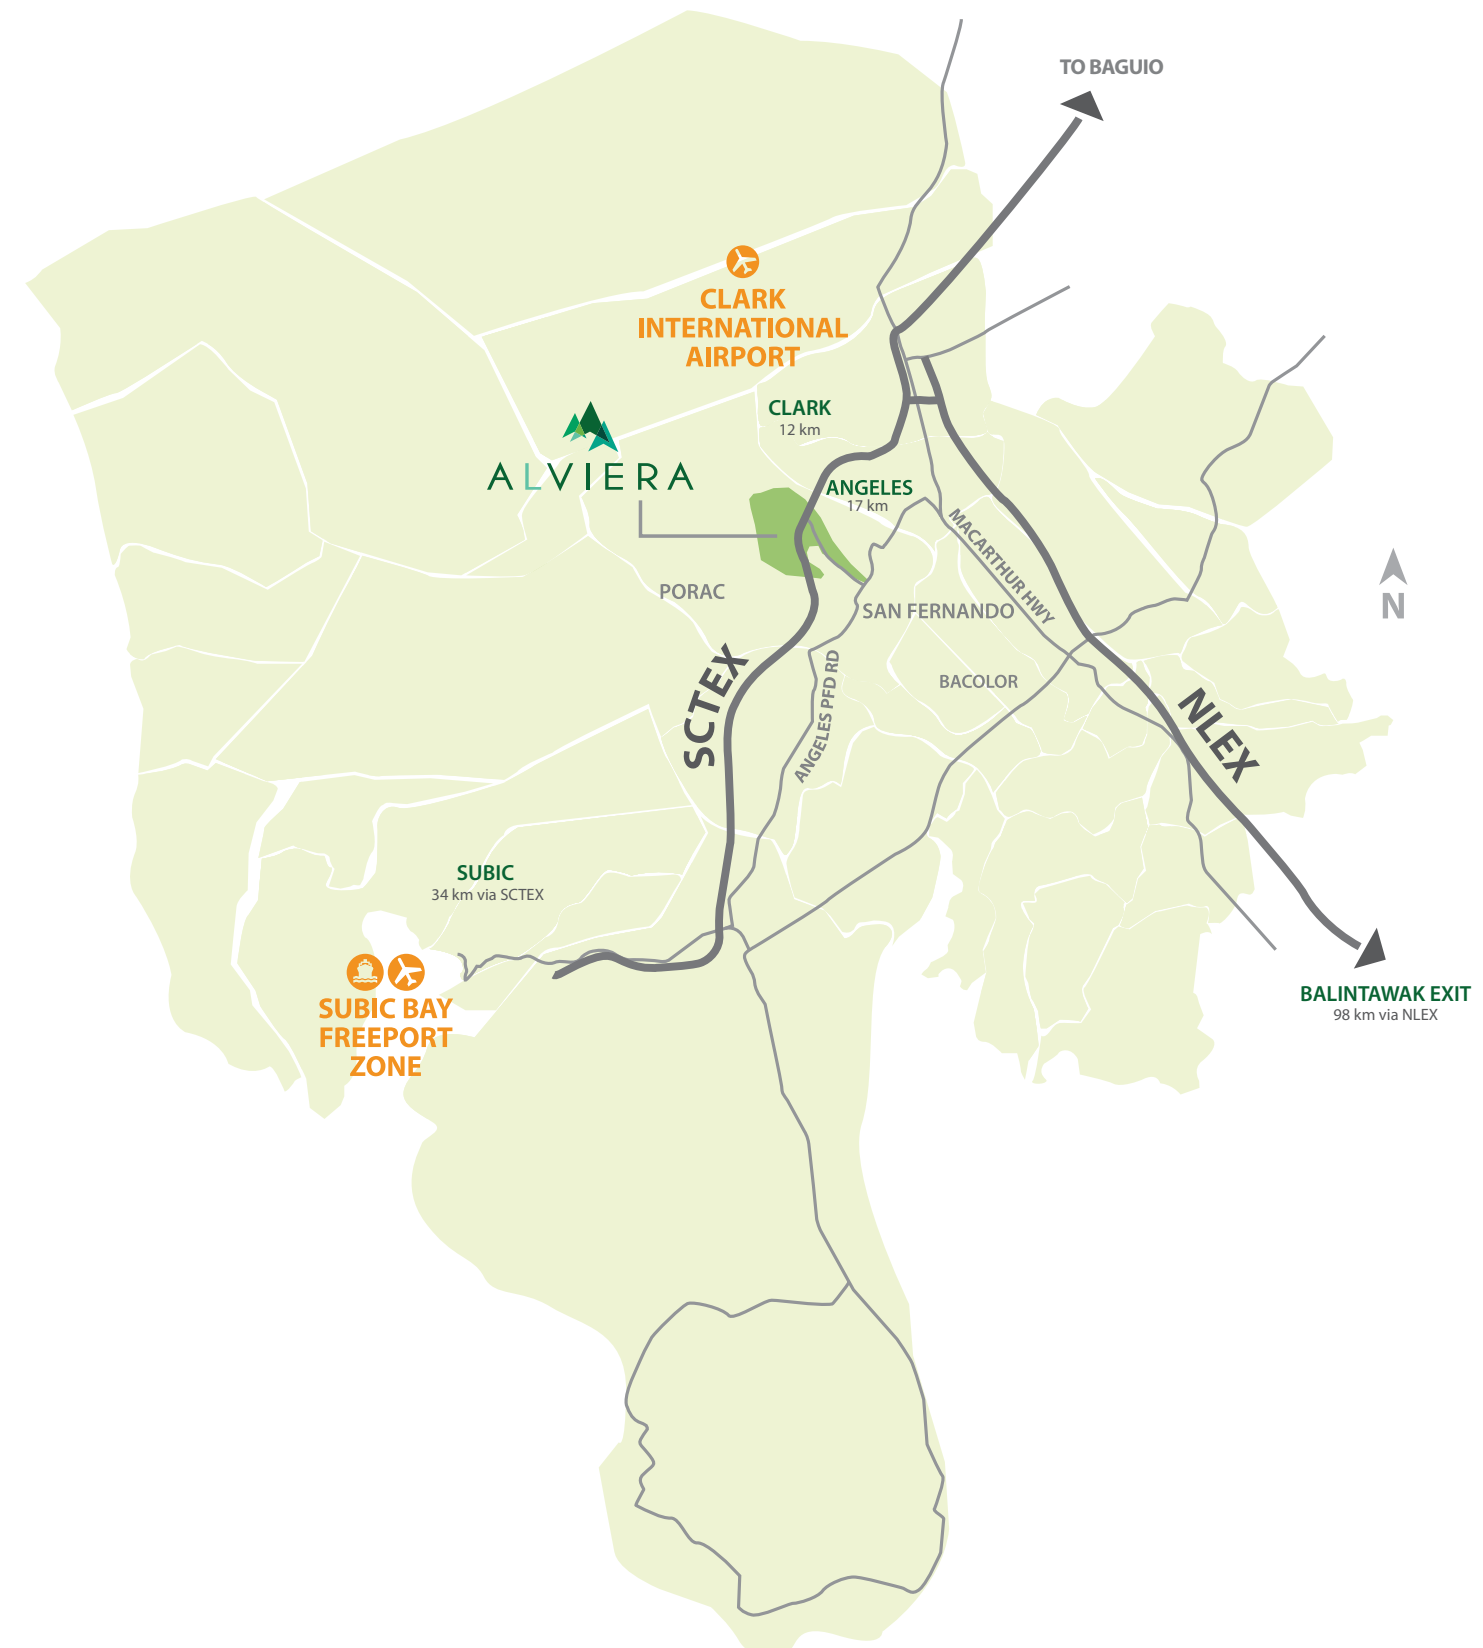 TO BAGUIO
CLARK
INTERNATIONAL
AIRPORT
CLARK
12 km
ALVIERA
ANGELES
17 km
MACARTHUR HWY
PORAC
SAN FERNANDO
N
SCTEX
ANGELES PFD RD
BACOLOR
NLEX
SUBIC
34 km via SCTEX
SUBIC BAY
FREEPORT
ZONE
BALINTAWAK EXIT
98 km via NLEX